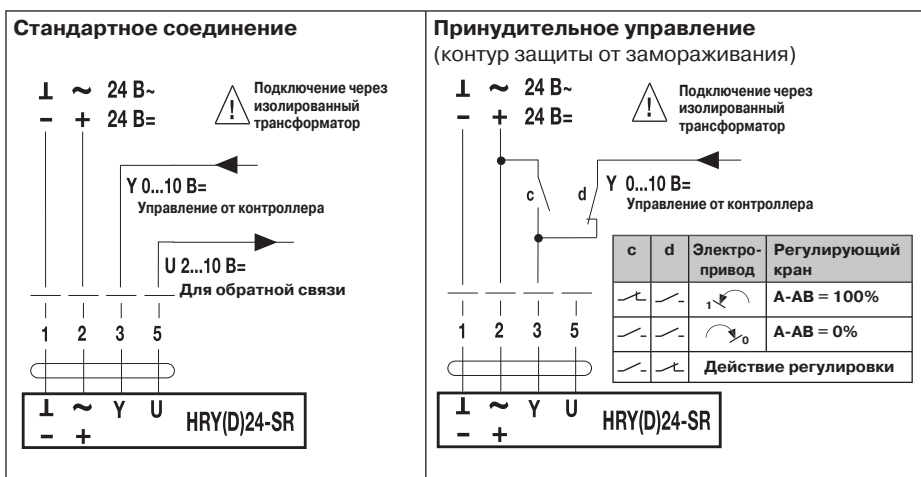 Стандартное соединение
⊥ ~ 24 В~
– + 24 В=
!
Подключение через
изолированный
трансформатор
Y 0...10 В=
Управление от контроллера
U 2...10 В=
Для обратной связи
1 2 3 5
⊥ ~ Y U
– +
HRY(D)24-SR
Принудительное управление
(контур защиты от замораживания)
⊥ ~ 24 В~
– + 24 В=
!
Подключение через
изолированный
трансформатор
c d
Y 0...10 В=
Управление от контроллера
c d Электро-
привод
Регулирующий
кран
1 A-AB = 100%
0 A-AB = 0%
Действие регулировки
1 2 3 5
⊥ ~ Y U
– +
HRY(D)24-SR